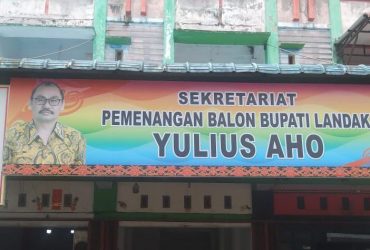 SEKRETARIAT
PEMENANGAN BALON BUPATI LANDAK
YULIUS AHO